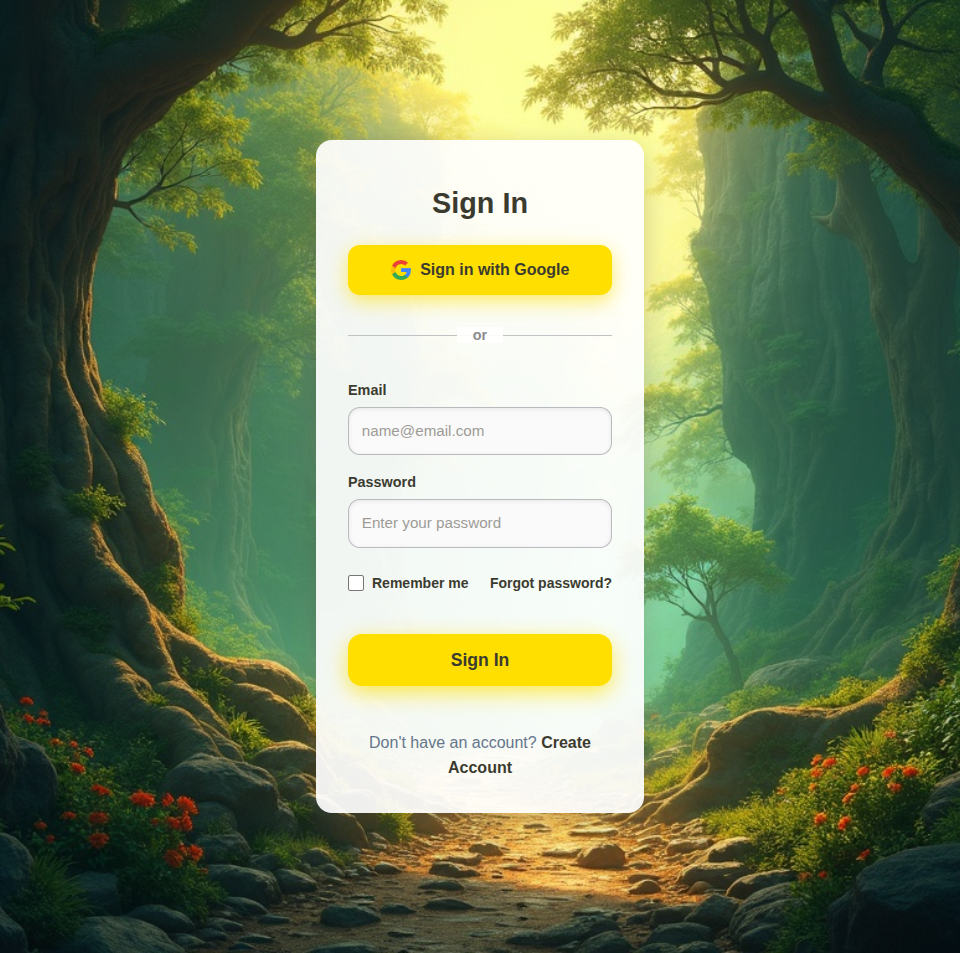 Sign In
Sign in with Google
or
Email
name@email.com
Password
Enter your password
Remember me Forgot password?
Sign In
Don't have an account? Create
Account